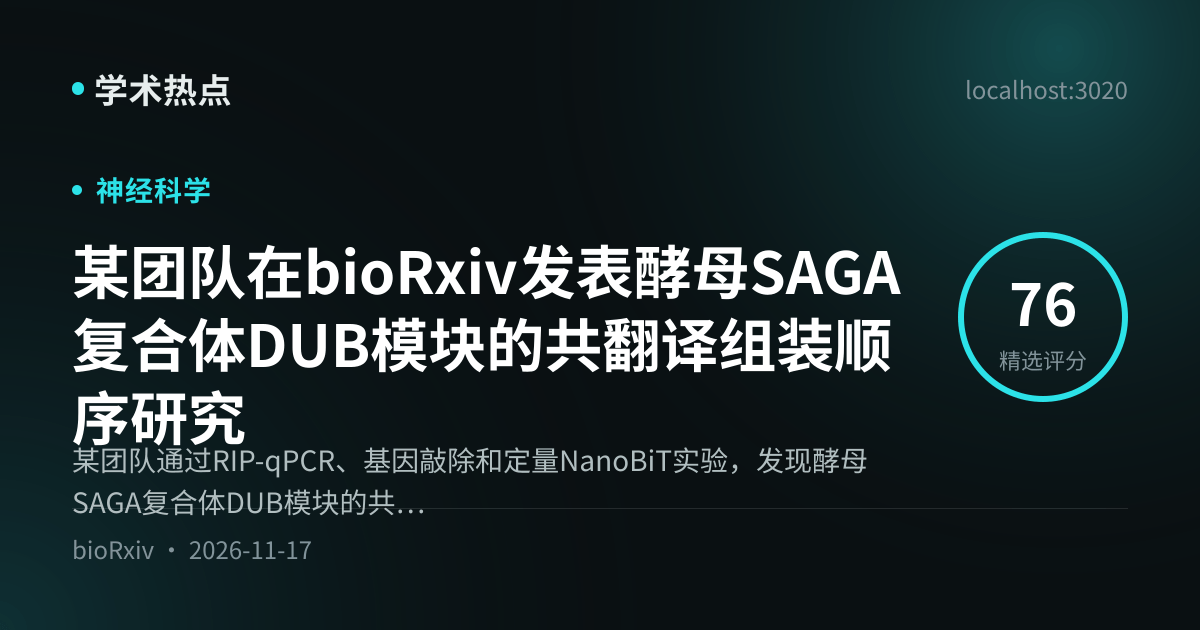 学术热点
localhost:3020
神经科学
某团队在bioRxiv发表酵母SAGA
复合体DUB模块的共翻译组装顺
序研究
76
精选评分
某团队通过RIP-qPCR、基因敲除和定量NanoBiT实验，发现酵母
SAGA复合体DUB模块的共…
bioRxiv · 2026-11-17